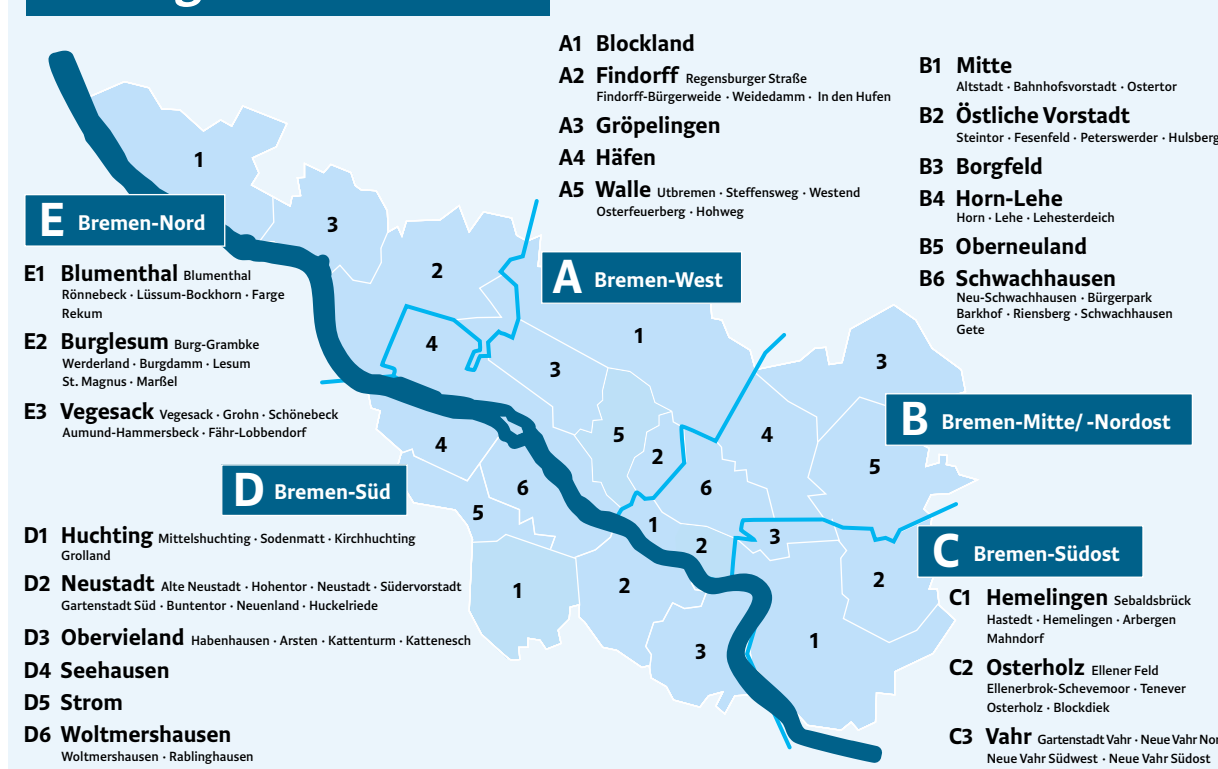 A1 Blockland
A2 Findorff Regensburger Straße
Findorff-Bürgerweide · Weidedamm · In den Hufen
A3 Gröpelingen
A4 Häfen
A5 Walle Utbremen · Steffensweg · Westend
Osterfeuerberg · Hohweg
B1 Mitte
Altstadt · Bahnhofsvorstadt · Ostertor
B2 Östliche Vorstadt
Steintor · Fesenfeld · Peterswerder · Hulsberg
B3 Borgfeld
B4 Horn-Lehe
Horn · Lehe · Lehesterdeich
B5 Oberneuland
B6 Schwachhausen
Neu-Schwachhausen · Bürgerpark
Barkhof · Riensberg · Schwachhausen
Gete
E Bremen-Nord
E1 Blumenthal Blumenthal
Rönnebeck · Lüssum-Bockhorn · Farge
Rekum
E2 Burglesum Burg-Grambke
Werderland · Burgdamm · Lesum
St. Magnus · Marßel
E3 Vegesack Vegesack · Grohn · Schönebeck
Aumund-Hammersbeck · Fähr-Lobbendorf
A Bremen-West
B Bremen-Mitte/ -Nordost
D Bremen-Süd
D1 Huchting Mittelshuchting · Sodenmatt · Kirchhuchting
Grolland
D2 Neustadt Alte Neustadt · Hohentor · Neustadt · Südervorstadt
Gartenstadt Süd · Buntentor · Neuenland · Huckelriede
D3 Obervieland Habenhausen · Arsten · Kattenturm · Kattenesch
D4 Seehausen
D5 Strom
D6 Woltmershausen
Woltmershausen · Rablinghausen
C Bremen-Südost
C1 Hemelingen Sebaldsbrück
Hastedt · Hemelingen · Arbergen
Mahndorf
C2 Osterholz Ellener Feld
Ellenerbrok-Schevemoor · Tenever
Osterholz · Blockdiek
C3 Vahr Gartenstadt Vahr · Neue Vahr
Neue Vahr Südwest · Neue Vahr Südost
1
3
2
4
1
3
5
2
3
4
5
6
1
2
4
6
5
1
2
3
3
2
1